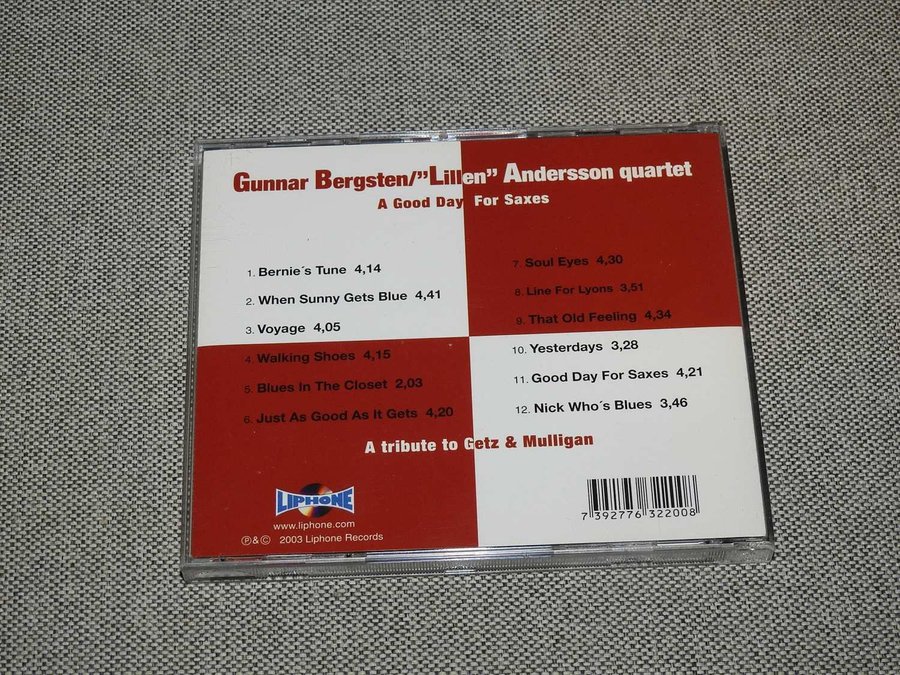 Gunnar Bergsten/”Lillen” Andersson quartet
A Good Day For Saxes
1. Bernie´s Tune 4,14
2. When Sunny Gets Blue 4,41
3. Voyage 4,05
4. Walking Shoes 4,15
5. Blues In The Closet 2,03
6. Just As Good As It Gets 4,20
7. Soul Eyes 4,30
8. Line For Lyons 3,51
9. That Old Feeling 4,34
10. Yesterdays 3,28
11. Good Day For Saxes 4,21
12. Nick Who´s Blues 3,46
A tribute to Getz & Mulligan
LIPHONE
www.liphone.com
℗&© 2003 Liphone Records
7 392776 322008